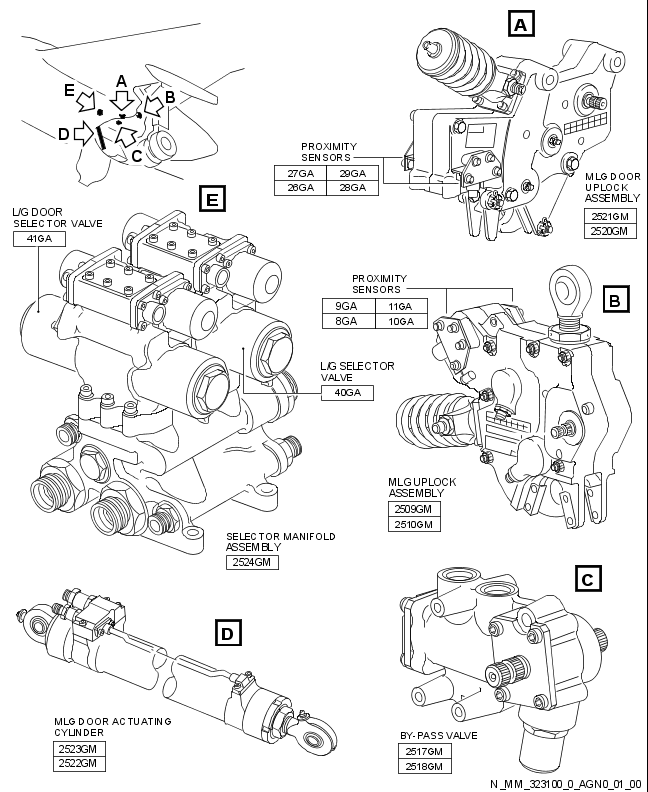 A
E
A
B
D
C
PROXIMITY
SENSORS
27GA 29GA
26GA 28GA
MLG DOOR
UPLOCK
ASSEMBLY
2521GM
2520GM
E
L/G DOOR
SELECTOR VALVE
41GA
PROXIMITY
SENSORS
9GA 11GA
8GA 10GA
B
L/G SELECTOR
VALVE
40GA
MLG UPLOCK
ASSEMBLY
2509GM
2510GM
SELECTOR MANIFOLD
ASSEMBLY
2524GM
C
D
MLG DOOR ACTUATING
CYLINDER
2523GM
2522GM
BY-PASS VALVE
2517GM
2518GM
N_MM_323100_0_AGN0_01_00